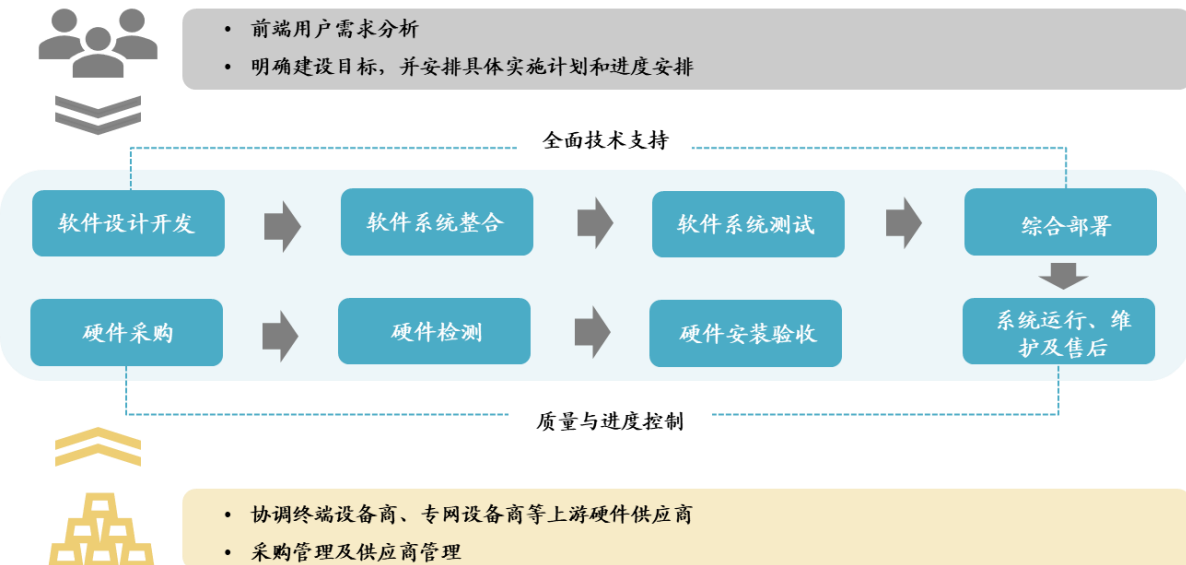 • 前端用户需求分析
• 明确建设目标，并安排具体实施计划和进度安排
全面技术支持
软件设计开发
软件系统整合
软件系统测试
综合部署
硬件采购
硬件检测
硬件安装验收
系统运行、维
护及售后
质量与进度控制
• 协调终端设备商、专网设备商等上游硬件供应商
• 采购管理及供应商管理